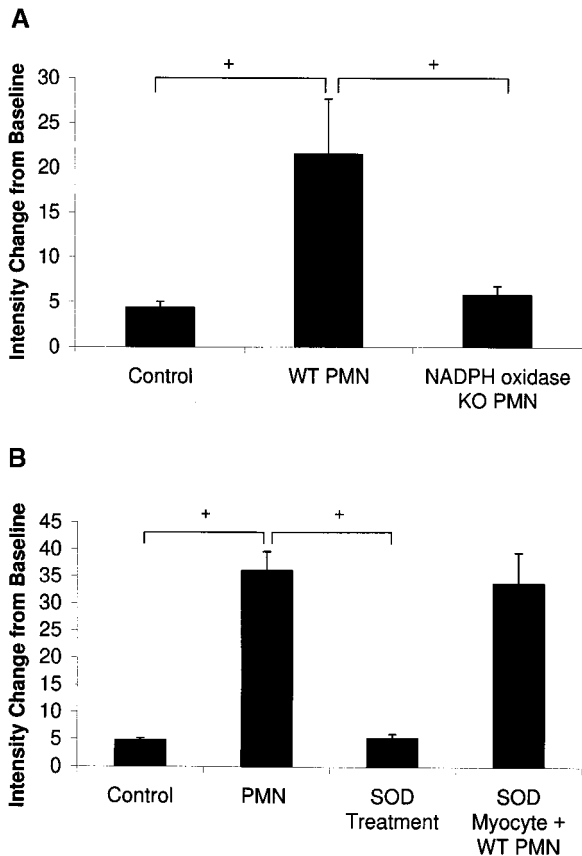 A
+ +
Intensity Change from Baseline
30
25
20
15
10
5
0
Control WT PMN NADPH oxidase
KO PMN
B
+ +
Intensity Change from Baseline
45
40
35
30
25
20
15
10
5
0
Control PMN SOD SOD
Treatment Myocyte +
WT PMN